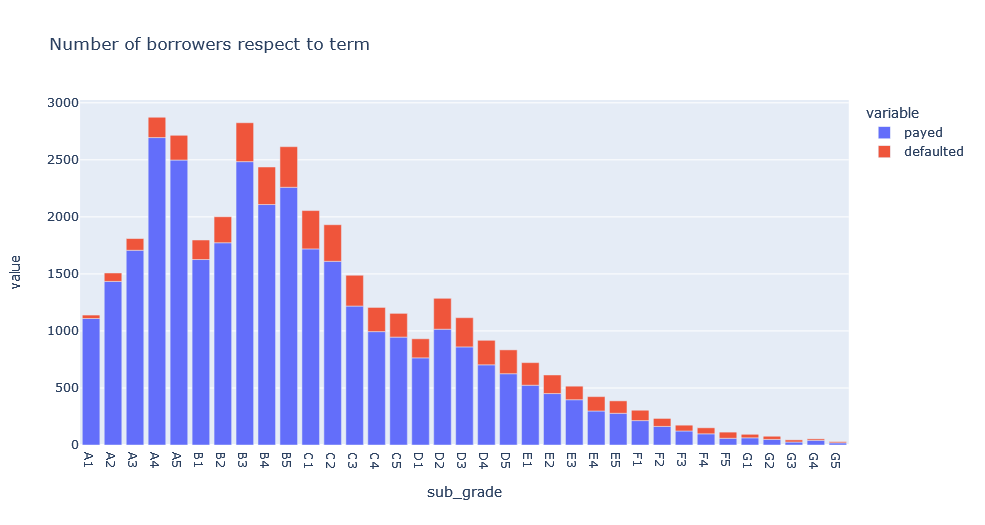 Number of borrowers respect to term
variable
payed
defaulted
3000
2500
2000
1500
1000
500
0
value
A1 A2 A3 A4 A5 B1 B2 B3 B4 B5 C1 C2 C3 C4 C5 D1 D2 D3 D4 D5 E1 E2 E3 E4 E5 F1 F2 F3 F4 F5 G1 G2 G3 G4 G5
sub_grade